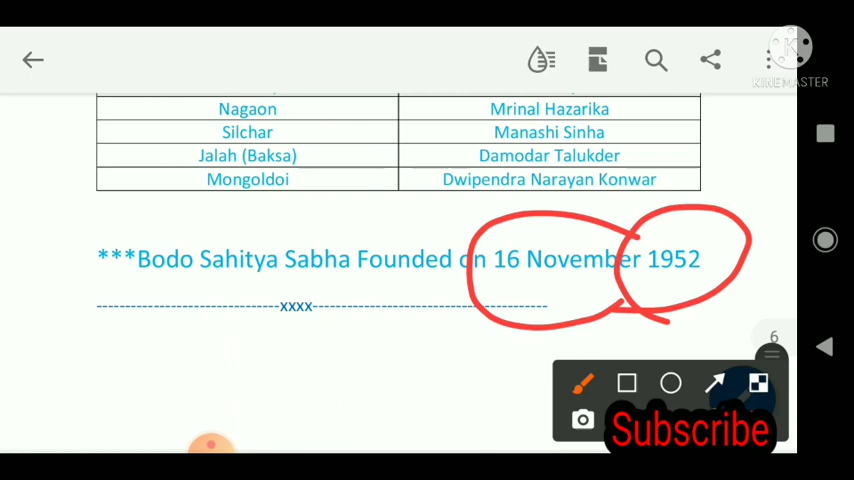 KINEMASTER
Nagaon Mrinal Hazarika
Silchar Manashi Sinha
Jalah (Baksa) Damodar Talukder
Mongoldoi Dwipendra Narayan Konwar
***Bodo Sahitya Sabha Founded on 16 November 1952
-------------------------------xxxx----------------------------------------
6
Subscribe